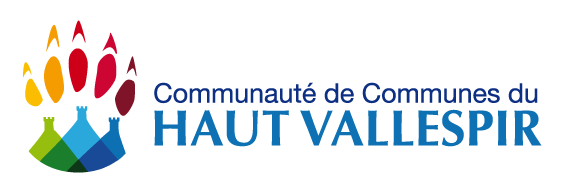 Communauté de Communes du
HAUT VALLESPIR